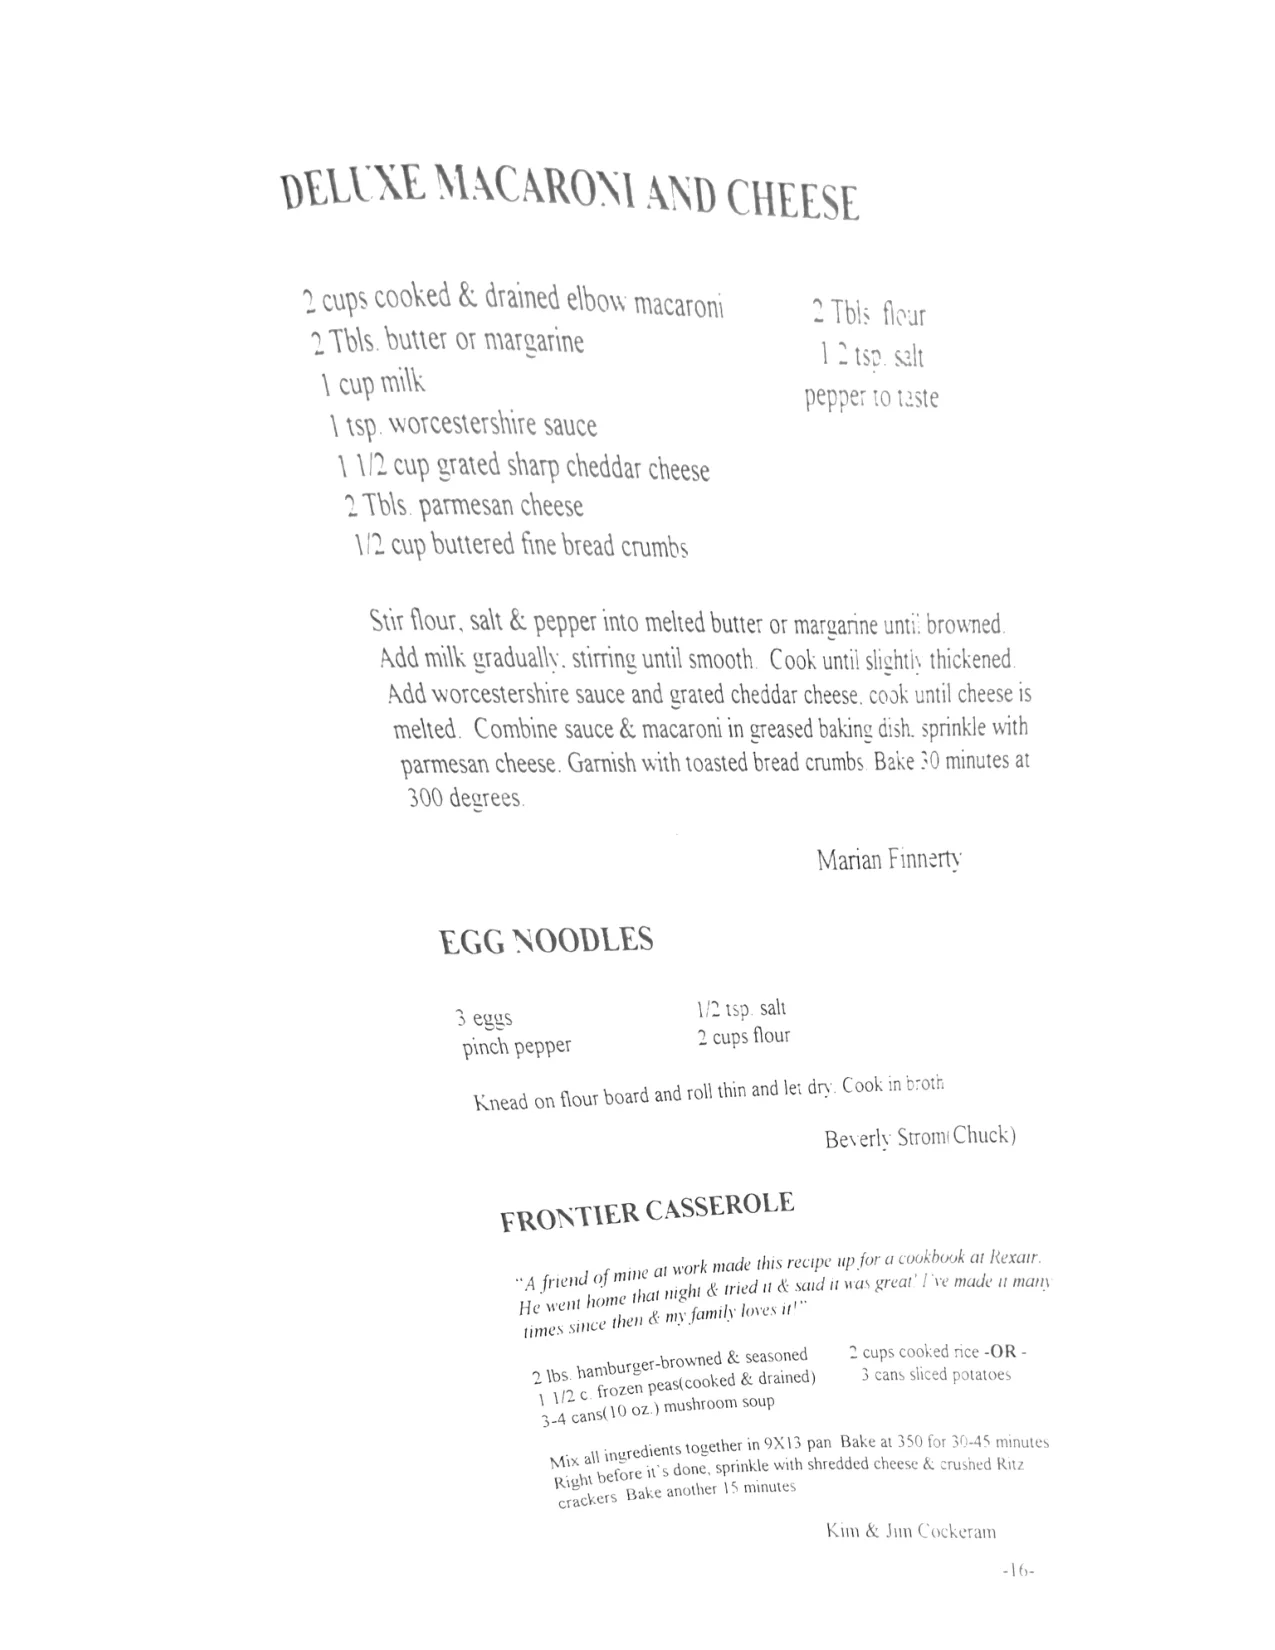 DELUXE MACARONI AND CHEESE
2 cups cooked & drained elbow macaroni 2 Tbls flour
2 Tbls. butter or margarine 1/2 tsp. salt
1 cup milk pepper to taste
1 tsp. worcestershire sauce
1 1/2 cup grated sharp cheddar cheese
2 Tbls. parmesan cheese
1/2 cup buttered fine bread crumbs
Stir flour, salt & pepper into melted butter or margarine until browned.
Add milk gradually, stirring until smooth. Cook until slightly thickened.
Add worcestershire sauce and grated cheddar cheese, cook until cheese is
melted. Combine sauce & macaroni in greased baking dish, sprinkle with
parmesan cheese. Garnish with toasted bread crumbs. Bake minutes at
300 degrees.
Marian Finnerty
EGG NOODLES
3 eggs 1/2 tsp. salt
pinch pepper 2 cups flour
Knead on flour board and roll thin and let dry. Cook in broth
Beverly Strom(Chuck)
FRONTIER CASSEROLE
"A friend of mine at work made this recipe up for a cookbook at Rexair.
He went home that night & tried it & said it was great! I've made it many
times since then & my family loves it!"
2 lbs. hamburger-browned & seasoned 2 cups cooked rice -OR -
1 1/2 c. frozen peas(cooked & drained) 3 cans sliced potatoes
3-4 cans(10 oz.) mushroom soup
Mix all ingredients together in 9X13 pan Bake at 350 for 30-45 minutes
Right before it's done, sprinkle with shredded cheese & crushed Ritz
crackers Bake another 15 minutes
Kim & Jim Cockeram
-16-